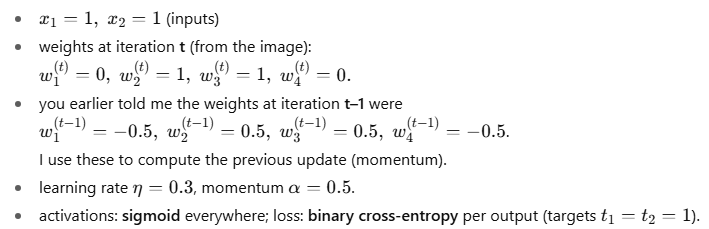 • x₁ = 1, x₂ = 1 (inputs)
• weights at iteration t (from the image):
w₁⁽ᵗ⁾ = 0, w₂⁽ᵗ⁾ = 1, w₃⁽ᵗ⁾ = 1, w₄⁽ᵗ⁾ = 0.
• you earlier told me the weights at iteration t–1 were
w₁⁽ᵗ⁻¹⁾ = −0.5, w₂⁽ᵗ⁻¹⁾ = 0.5, w₃⁽ᵗ⁻¹⁾ = 0.5, w₄⁽ᵗ⁻¹⁾ = −0.5.
I use these to compute the previous update (momentum).
• learning rate η = 0.3, momentum α = 0.5.
• activations: sigmoid everywhere; loss: binary cross-entropy per output (targets t₁ = t₂ = 1).